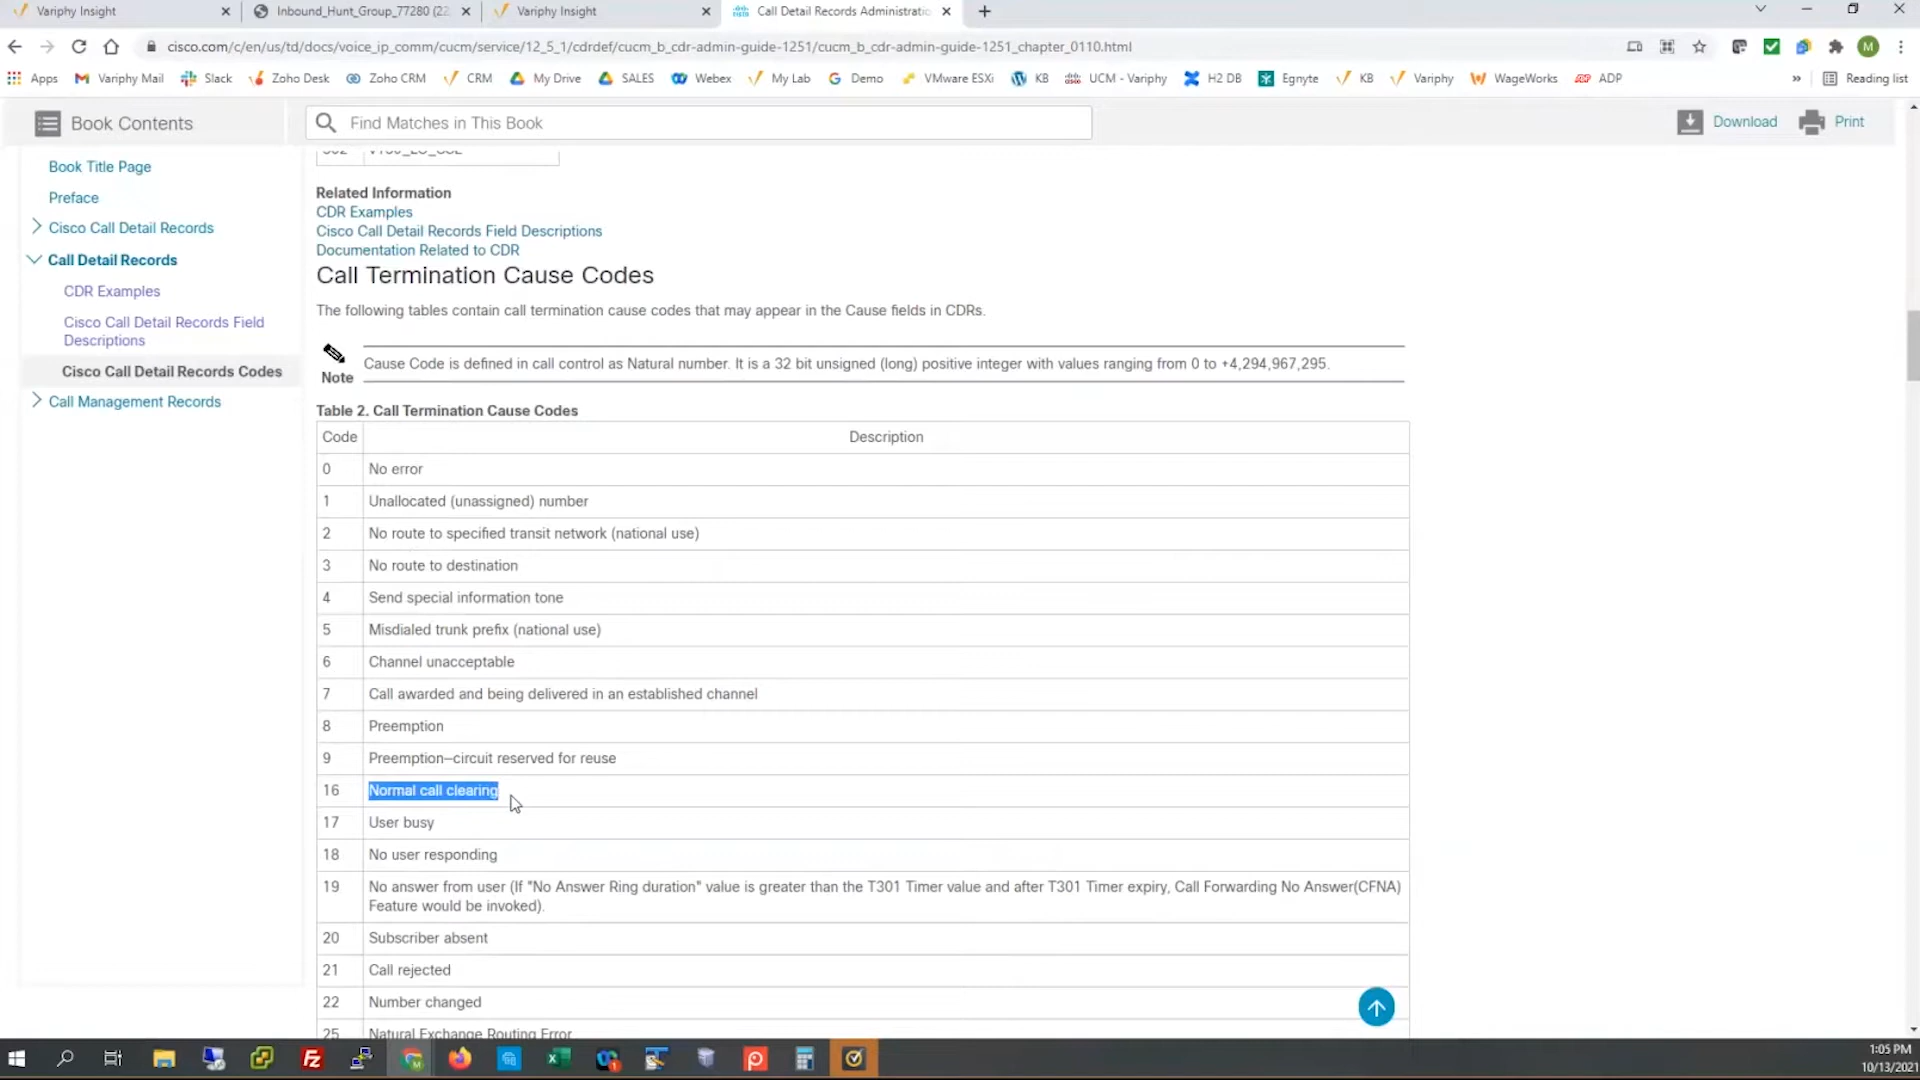 Variphy Insight
Inbound_Hunt_Group_77280 (22
Variphy Insight
Call Detail Records Administratio
cisco.com/c/en/us/td/docs/voice_ip_comm/cucm/service/12_5_1/cdrdef/cucm_b_cdr-admin-guide-1251/cucm_b_cdr-admin-guide-1251_chapter_0110.html
M
Apps Variphy Mail Slack Zoho Desk Zoho CRM CRM My Drive SALES Webex My Lab Demo VMware ESXi KB UCM - Variphy H2 DB Egnyte KB Variphy WageWorks ADP » Reading list
Book Contents
Find Matches in This Book
Download
Print
Book Title Page
Preface
Cisco Call Detail Records
Call Detail Records
CDR Examples
Cisco Call Detail Records Field
Descriptions
Cisco Call Detail Records Codes
Call Management Records
Related Information
CDR Examples
Cisco Call Detail Records Field Descriptions
Documentation Related to CDR
Call Termination Cause Codes
The following tables contain call termination cause codes that may appear in the Cause fields in CDRs.
Note
Cause Code is defined in call control as Natural number. It is a 32 bit unsigned (long) positive integer with values ranging from 0 to +4,294,967,295.
Table 2. Call Termination Cause Codes
Code Description
0 No error
1 Unallocated (unassigned) number
2 No route to specified transit network (national use)
3 No route to destination
4 Send special information tone
5 Misdialed trunk prefix (national use)
6 Channel unacceptable
7 Call awarded and being delivered in an established channel
8 Preemption
9 Preemption—circuit reserved for reuse
16 Normal call clearing
17 User busy
18 No user responding
19 No answer from user (If "No Answer Ring duration" value is greater than the T301 Timer value and after T301 Timer expiry, Call Forwarding No Answer(CFNA)
Feature would be invoked).
20 Subscriber absent
21 Call rejected
22 Number changed
25 Natural Exchange Routing Error
1:05 PM
10/13/2021